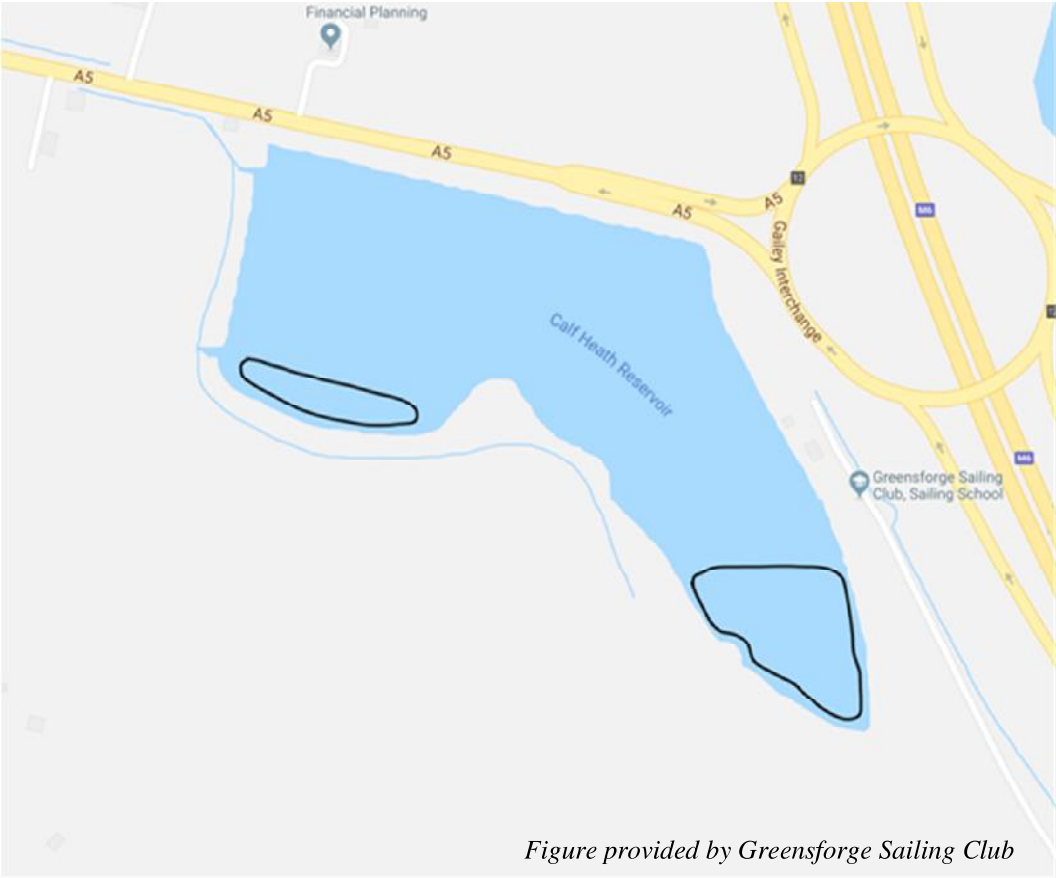 Financial Planning
A5
A5
A5
A5
A5
M6
Gailey Interchange
Calf Heath Reservoir
M6
Greensforge Sailing
Club, Sailing School
Figure provided by Greensforge Sailing Club